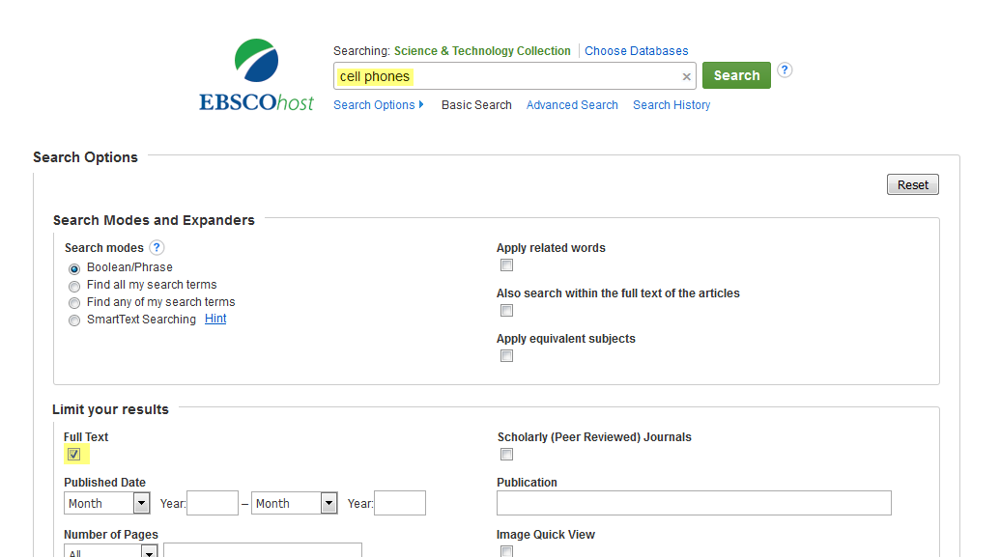 Searching: Science & Technology Collection Choose Databases
cell phones × Search ?
EBSCOhost
Search Options Basic Search Advanced Search Search History
Search Options
Reset
Search Modes and Expanders
Search modes ?
Boolean/Phrase
Find all my search terms
Find any of my search terms
SmartText Searching Hint
Apply related words
Also search within the full text of the articles
Apply equivalent subjects
Limit your results
Full Text
Scholarly (Peer Reviewed) Journals
Published Date
Month Year: – Month Year:
Publication
Number of Pages
All
Image Quick View